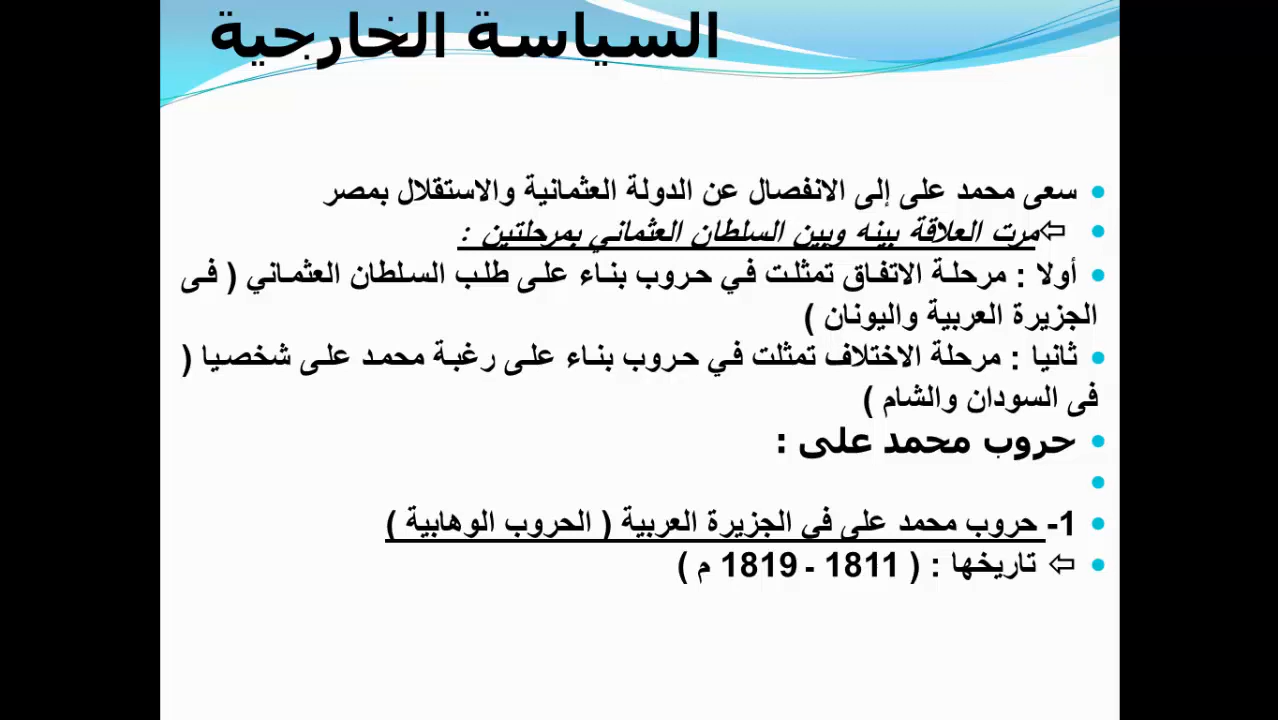 السياسة الخارجية
• سعى محمد على إلى الانفصال عن الدولة العثمانية والاستقلال بمصر
• ⇦مرت العلاقة بينه وبين السلطان العثماني بمرحلتين :
• أولا : مرحلة الاتفاق تمثلت في حروب بناء على طلب السلطان العثماني ( فى
الجزيرة العربية واليونان )
• ثانيا : مرحلة الاختلاف تمثلت في حروب بناء على رغبة محمد على شخصيا (
فى السودان والشام )
• حروب محمد على :
•
• 1- حروب محمد على في الجزيرة العربية ( الحروب الوهابية )
• ⇦ تاريخها : ( 1811 - 1819 م )